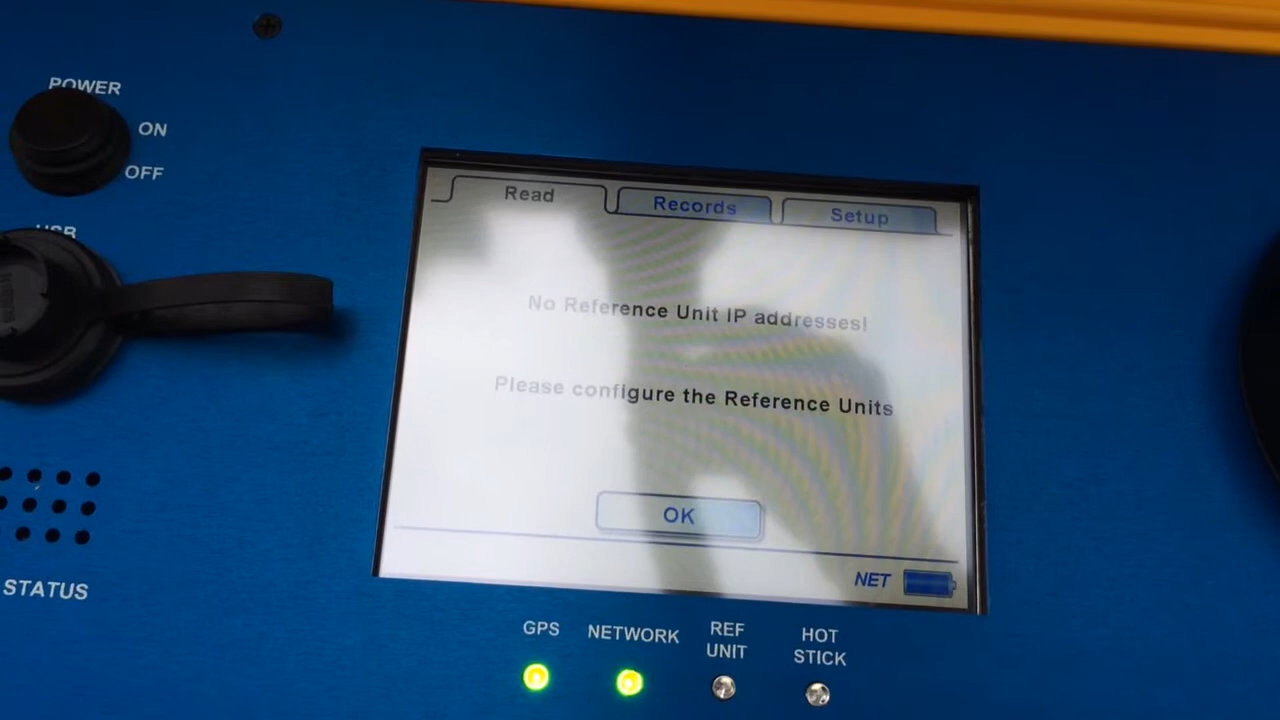 POWER
ON
OFF
USB
Read
Records
Setup
No Reference Unit IP addresses!
Please configure the Reference Units
OK
NET
STATUS
GPS
NETWORK
REF
UNIT
HOT
STICK